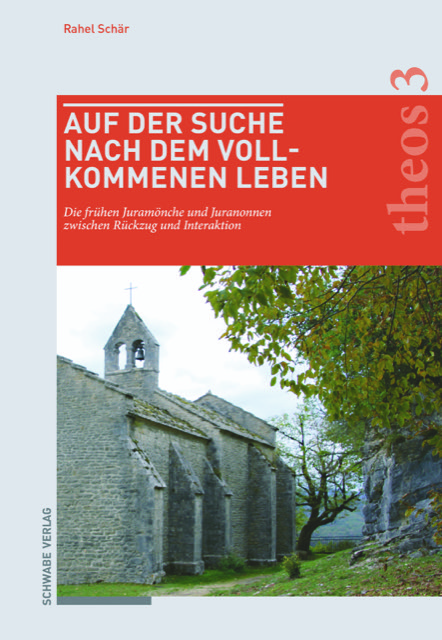 Rahel Schär
theos 3
AUF DER SUCHE
NACH DEM VOLL-
KOMMENEN LEBEN
Die frühen Juramönche und Juranonnen
zwischen Rückzug und Interaktion
SCHWABE VERLAG